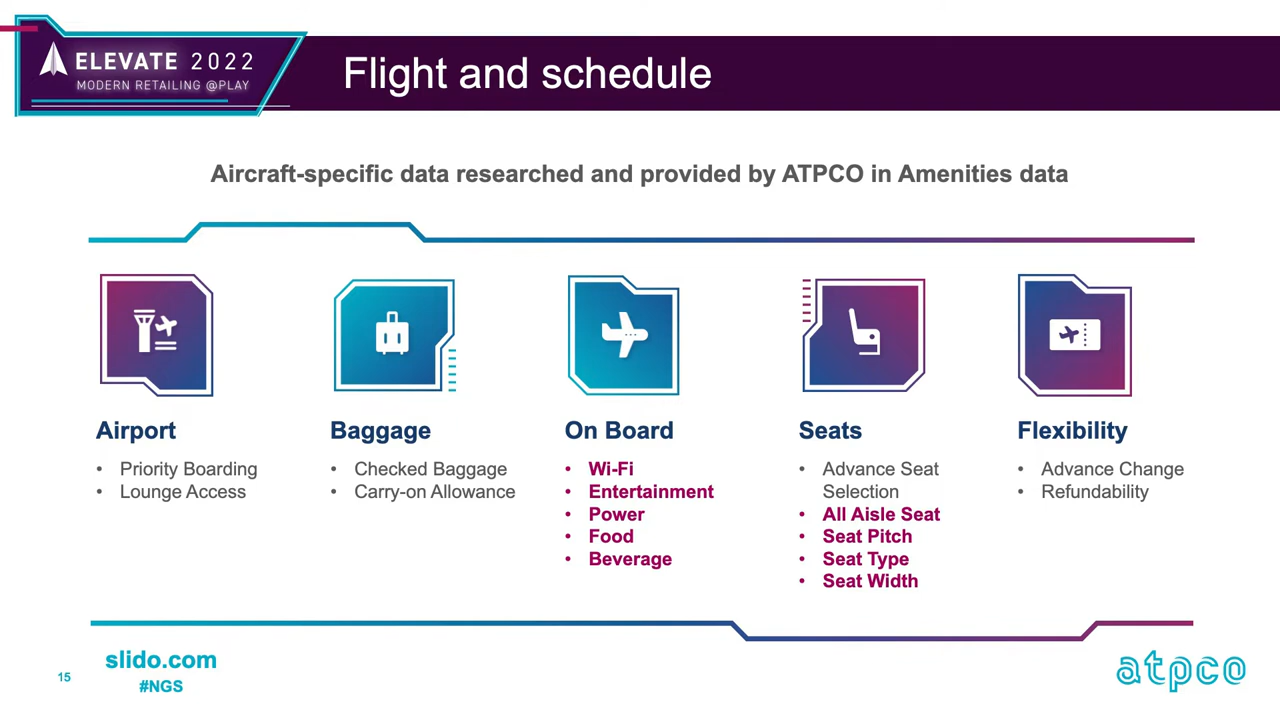 ELEVATE 2022
MODERN RETAILING @PLAY
Flight and schedule
Aircraft-specific data researched and provided by ATPCO in Amenities data
Airport
• Priority Boarding
• Lounge Access
Baggage
• Checked Baggage
• Carry-on Allowance
On Board
• Wi-Fi
• Entertainment
• Power
• Food
• Beverage
Seats
• Advance Seat
Selection
• All Aisle Seat
• Seat Pitch
• Seat Type
• Seat Width
Flexibility
• Advance Change
• Refundability
15
slido.com
#NGS
atpco